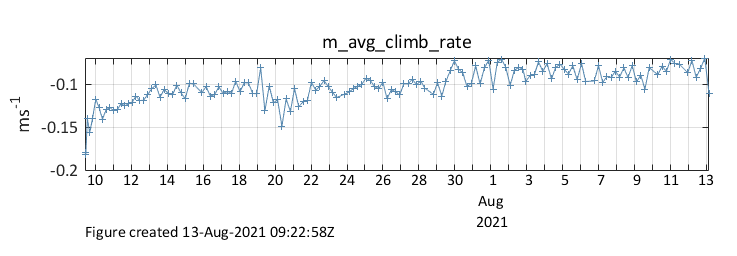 m_avg_climb_rate
-0.1
-0.15
-0.2
ms-1
10 12 14 16 18 20 22 24 26 28 30 1 3 5 7 9 11 13
Aug
2021
Figure created 13-Aug-2021 09:22:58Z